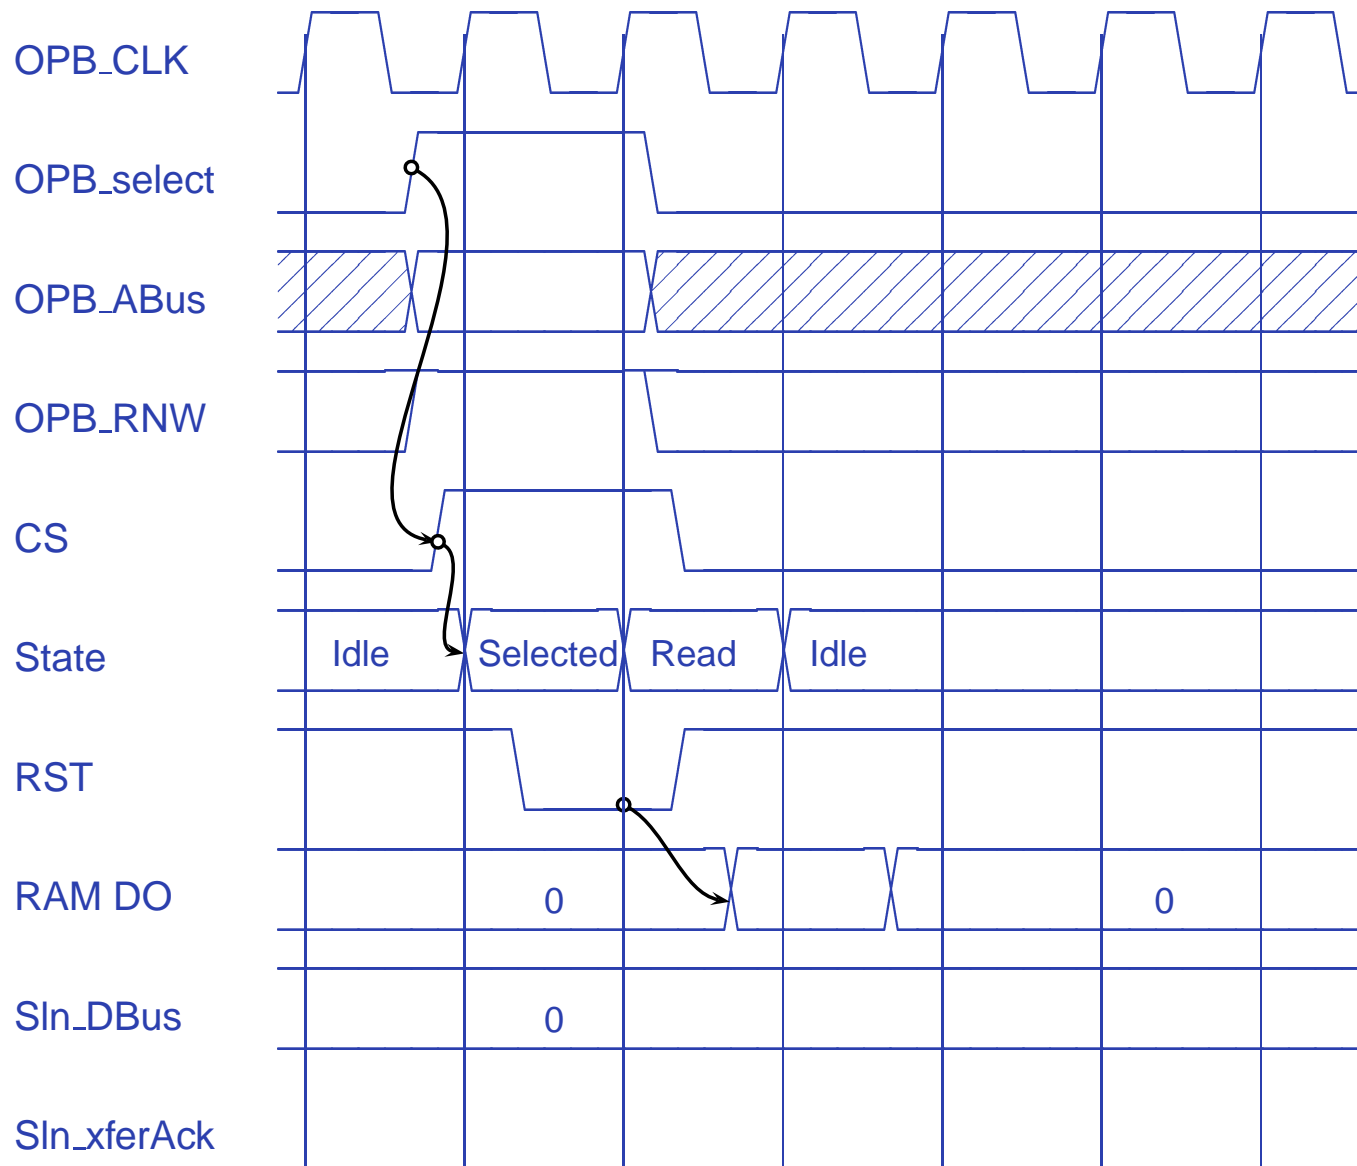 OPB_CLK
OPB_select
OPB_ABus
OPB_RNW
CS
State Idle Selected Read Idle
RST
RAM DO 0 0
Sln_DBus 0
Sln_xferAck